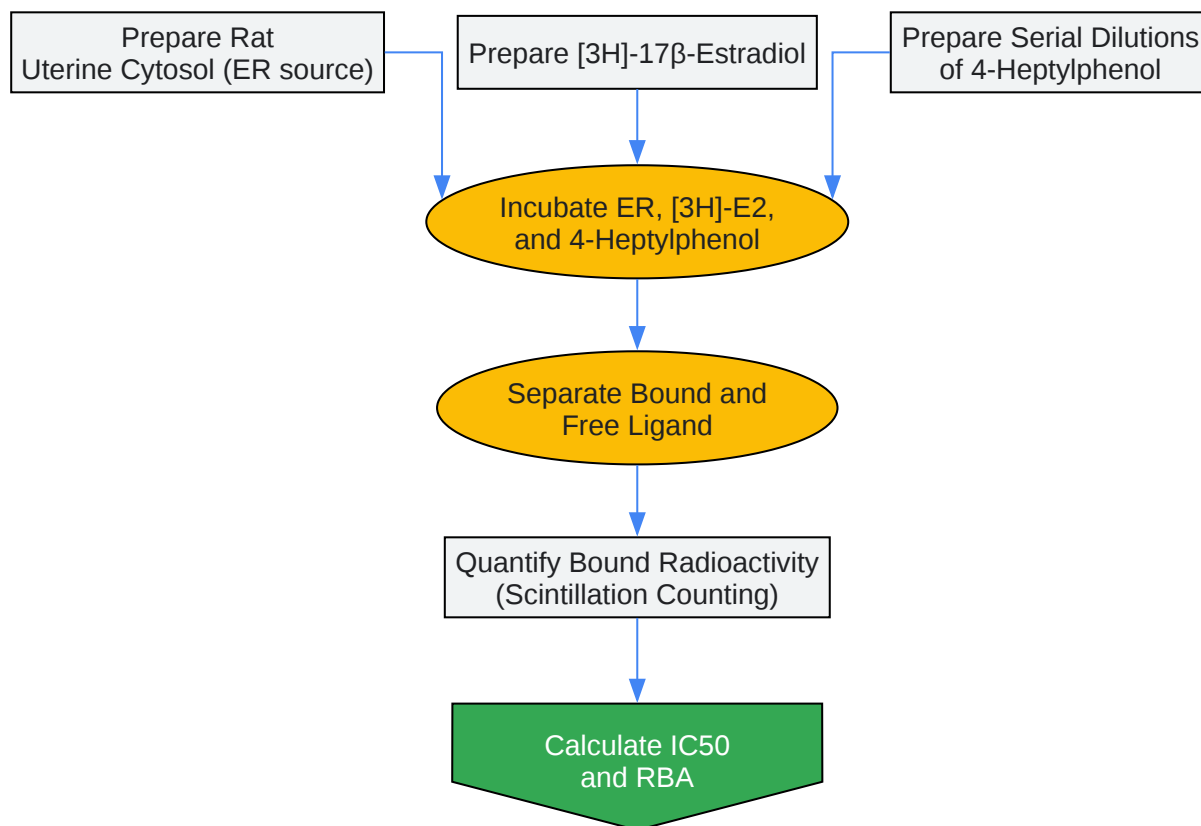 Prepare Rat
Uterine Cytosol (ER source)
Prepare [3H]-17β-Estradiol
Prepare Serial Dilutions
of 4-Heptylphenol
Incubate ER, [3H]-E2,
and 4-Heptylphenol
Separate Bound and
Free Ligand
Quantify Bound Radioactivity
(Scintillation Counting)
Calculate IC50
and RBA